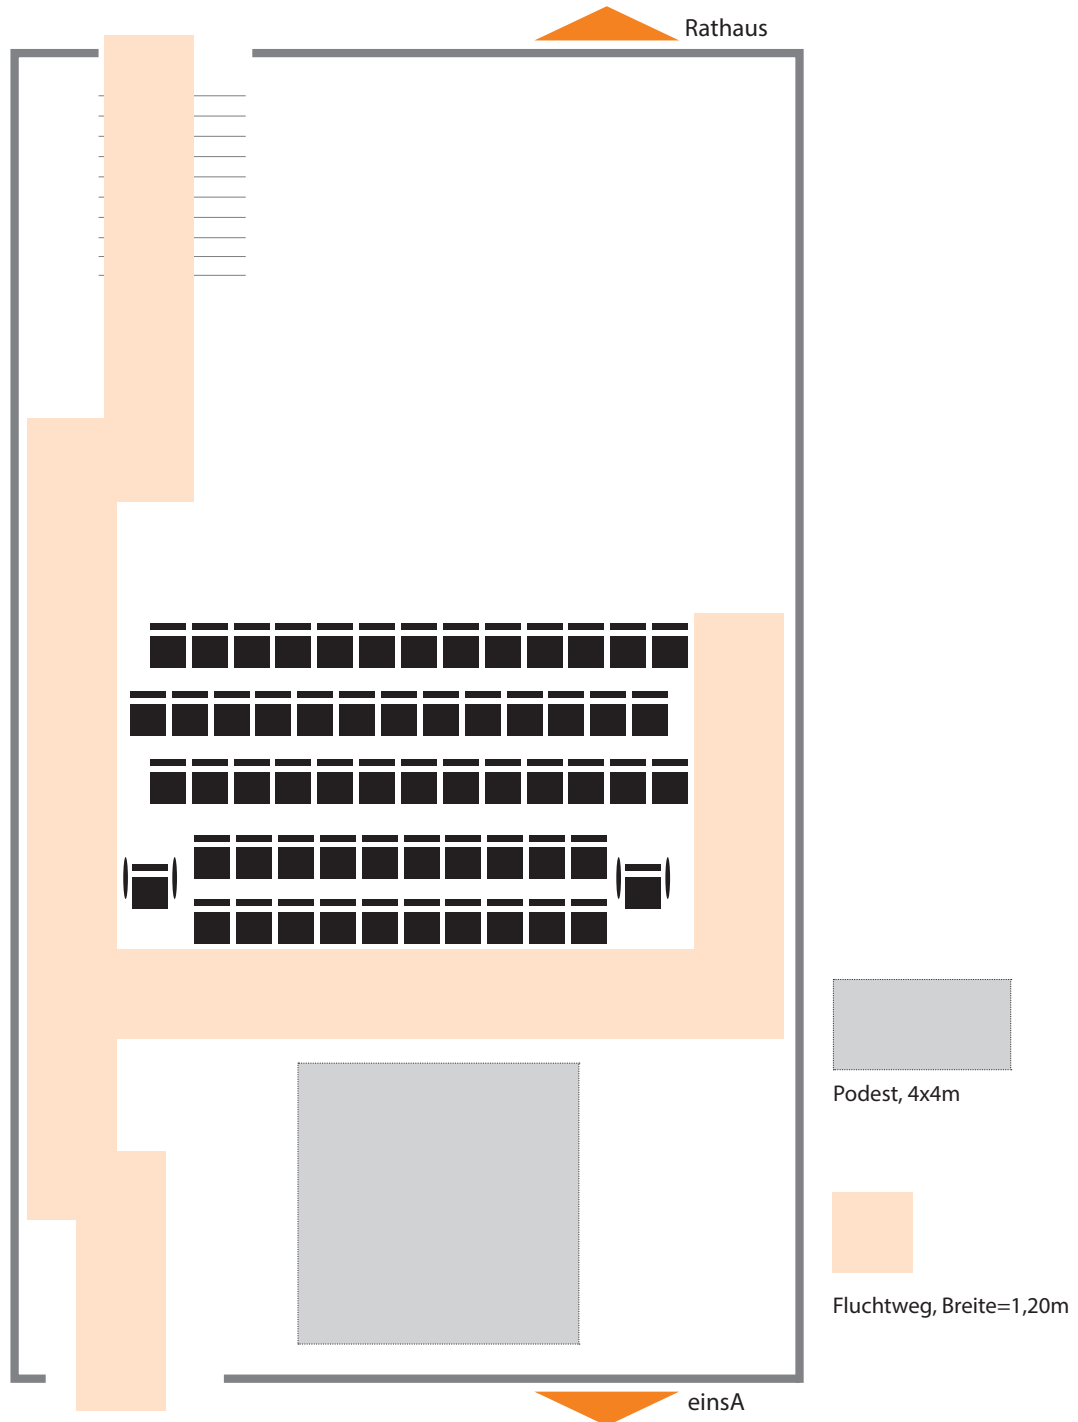 Rathaus
Podest, 4x4m
Fluchtweg, Breite=1,20m
einsA